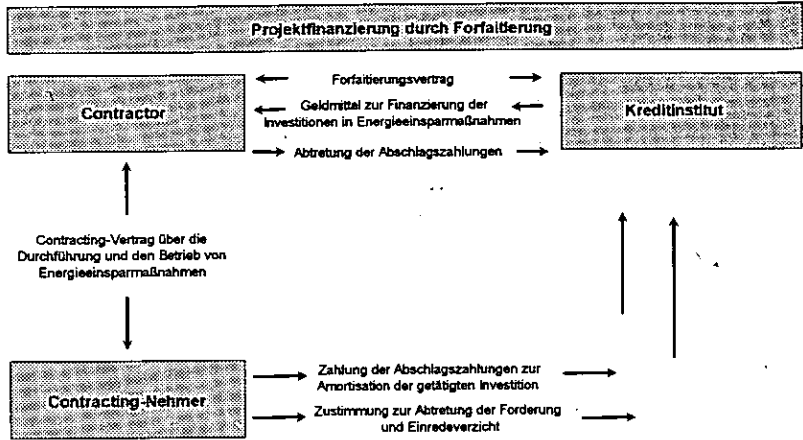 Projektfinanzierung durch Forfaitierung
Contractor
Forfaitierungsvertrag
Geldmittel zur Finanzierung der
Investitionen in Energieeinsparmaßnahmen
Abtretung der Abschlagszahlungen
Kreditinstitut
Contracting-Vertrag über die
Durchführung und den Betrieb von
Energieeinsparmaßnahmen
Contracting-Nehmer
Zahlung der Abschlagszahlungen zur
Amortisation der getätigten Investition
Zustimmung zur Abtretung der Forderung
und Einredeverzicht